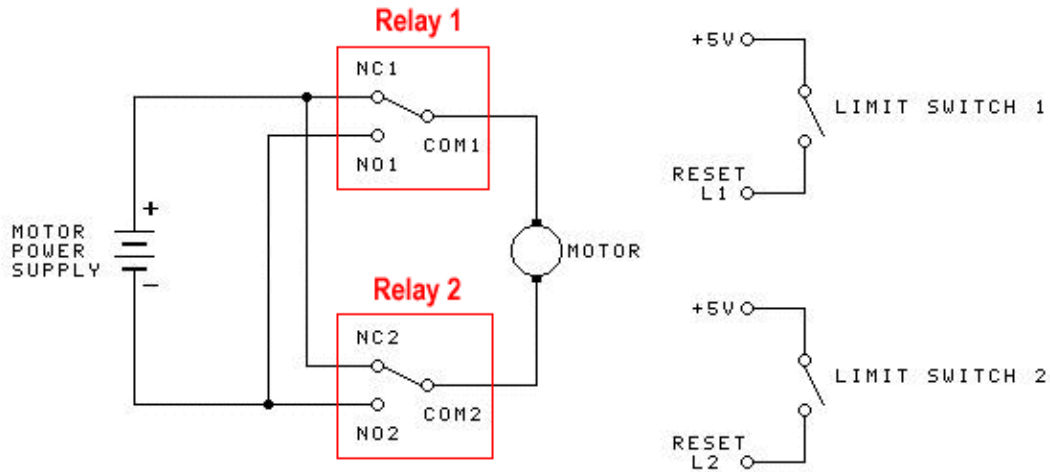 Relay 1
NC1
COM1
NO1
+
MOTOR
POWER
SUPPLY
−
MOTOR
Relay 2
NC2
COM2
NO2
+5V
LIMIT SWITCH 1
RESET
L1
+5V
LIMIT SWITCH 2
RESET
L2